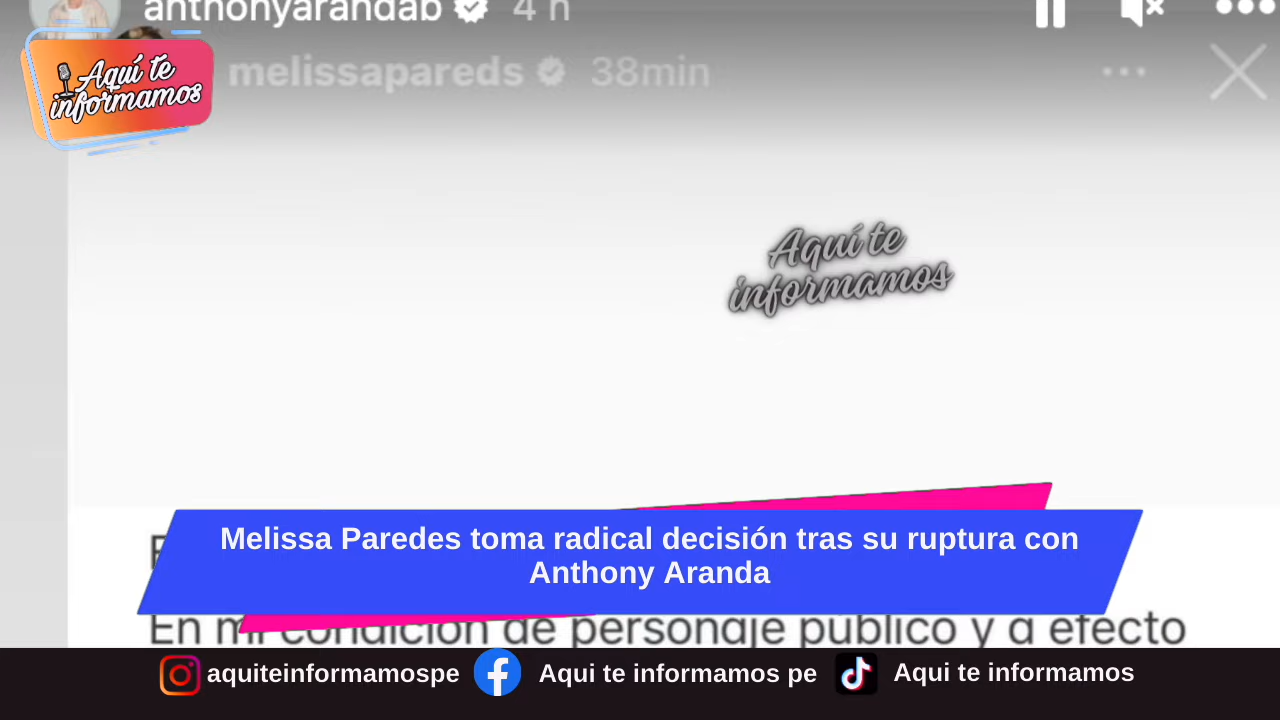 anthonyarandab 4 h
Aquí te
informamos
melissapareds 38min
Aquí te
informamos
Melissa Paredes toma radical decisión tras su ruptura con
Anthony Aranda
En mi condición de personaje público y a efecto
aquiteinformamospe
Aqui te informamos pe
Aqui te informamos